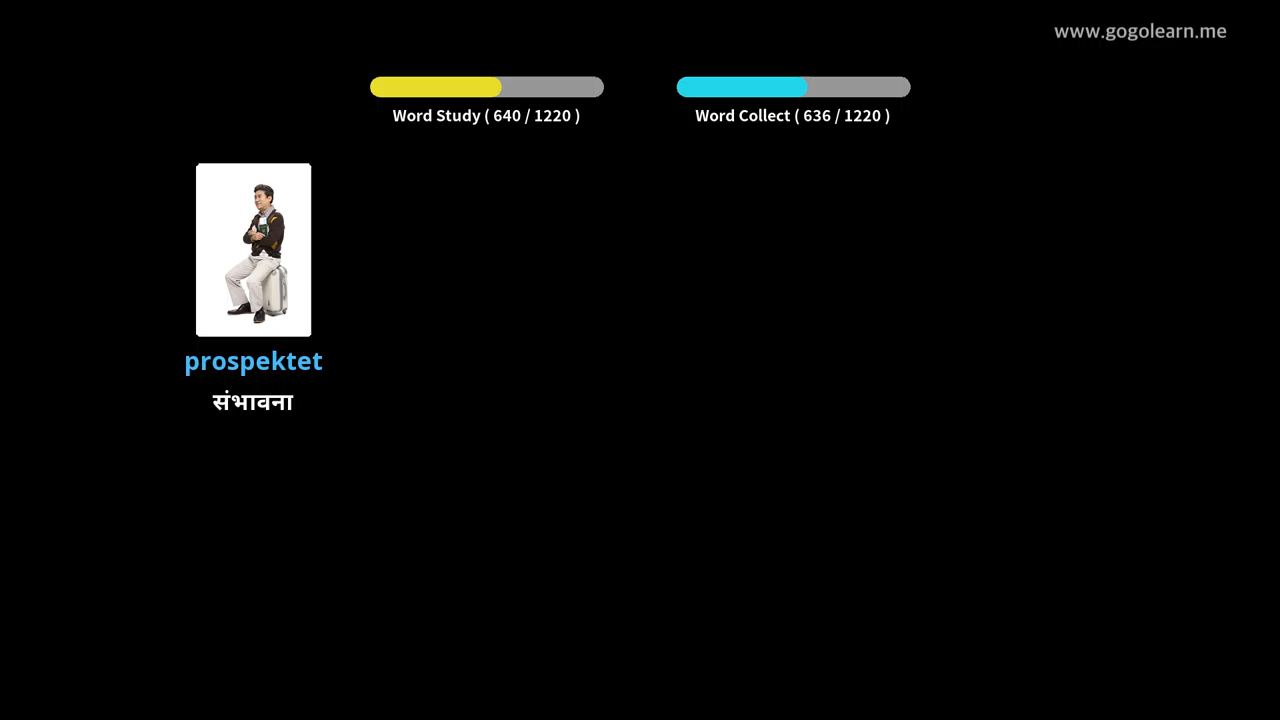 www.gogolearn.me
Word Study ( 640 / 1220 )
Word Collect ( 636 / 1220 )
prospektet
संभावना